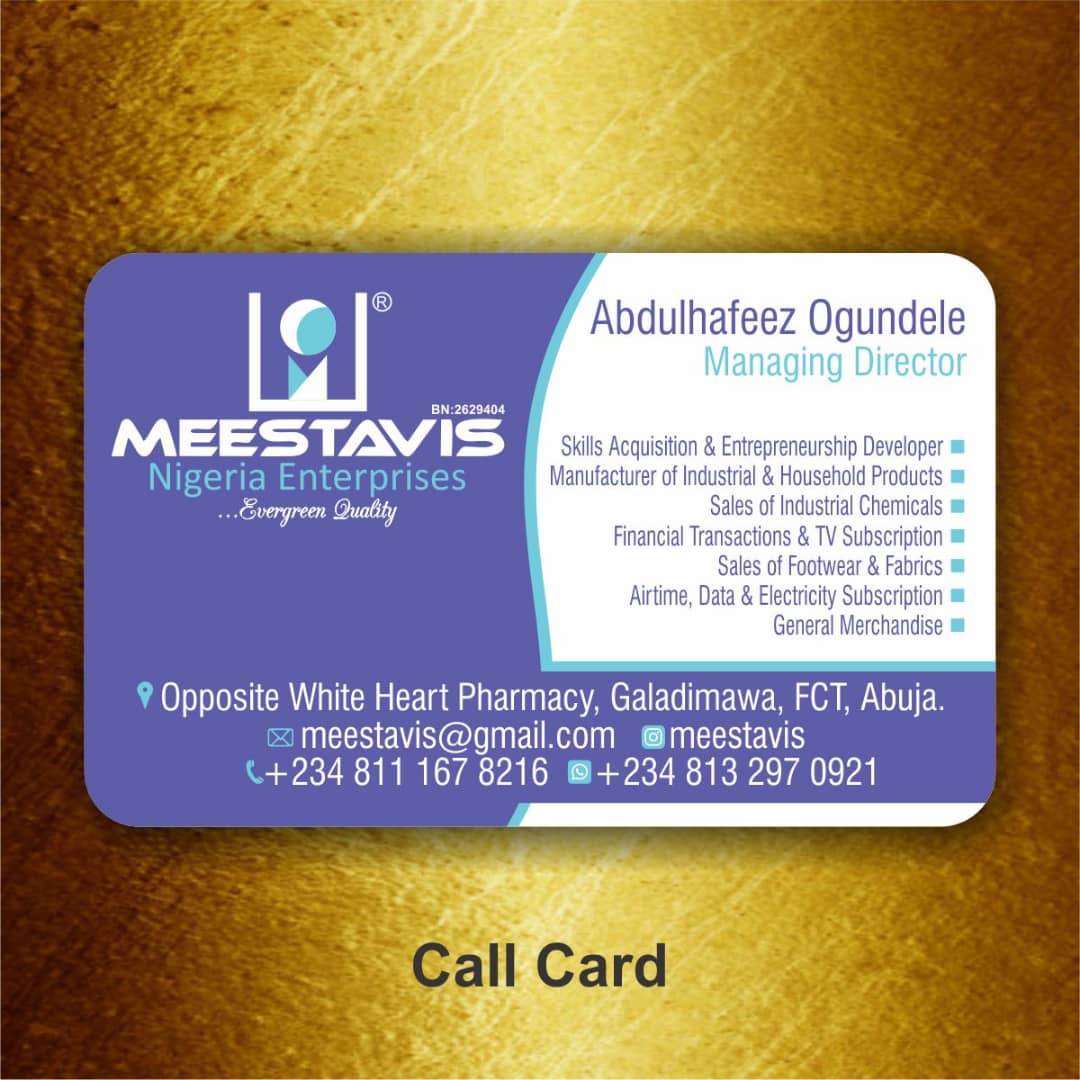 ®
BN:2629404
MEESTAVIS
Nigeria Enterprises
...Evergreen Quality
Abdulhafeez Ogundele
Managing Director
Skills Acquisition & Entrepreneurship Developer
Manufacturer of Industrial & Household Products
Sales of Industrial Chemicals
Financial Transactions & TV Subscription
Sales of Footwear & Fabrics
Airtime, Data & Electricity Subscription
General Merchandise
Opposite White Heart Pharmacy, Galadimawa, FCT, Abuja.
meestavis@gmail.com meestavis
+234 811 167 8216 +234 813 297 0921
Call Card